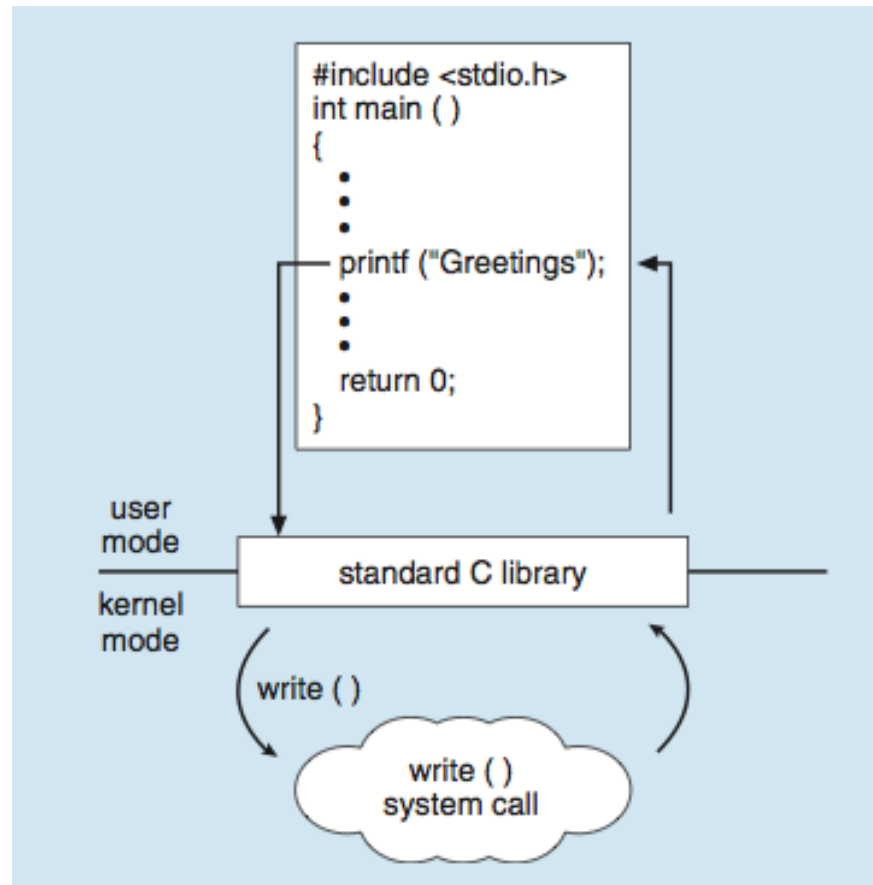 #include <stdio.h>
int main ( )
{
•
•
•
printf ("Greetings");
•
•
•
return 0;
}
user
mode
standard C library
kernel
mode
write ( )
write ( )
system call